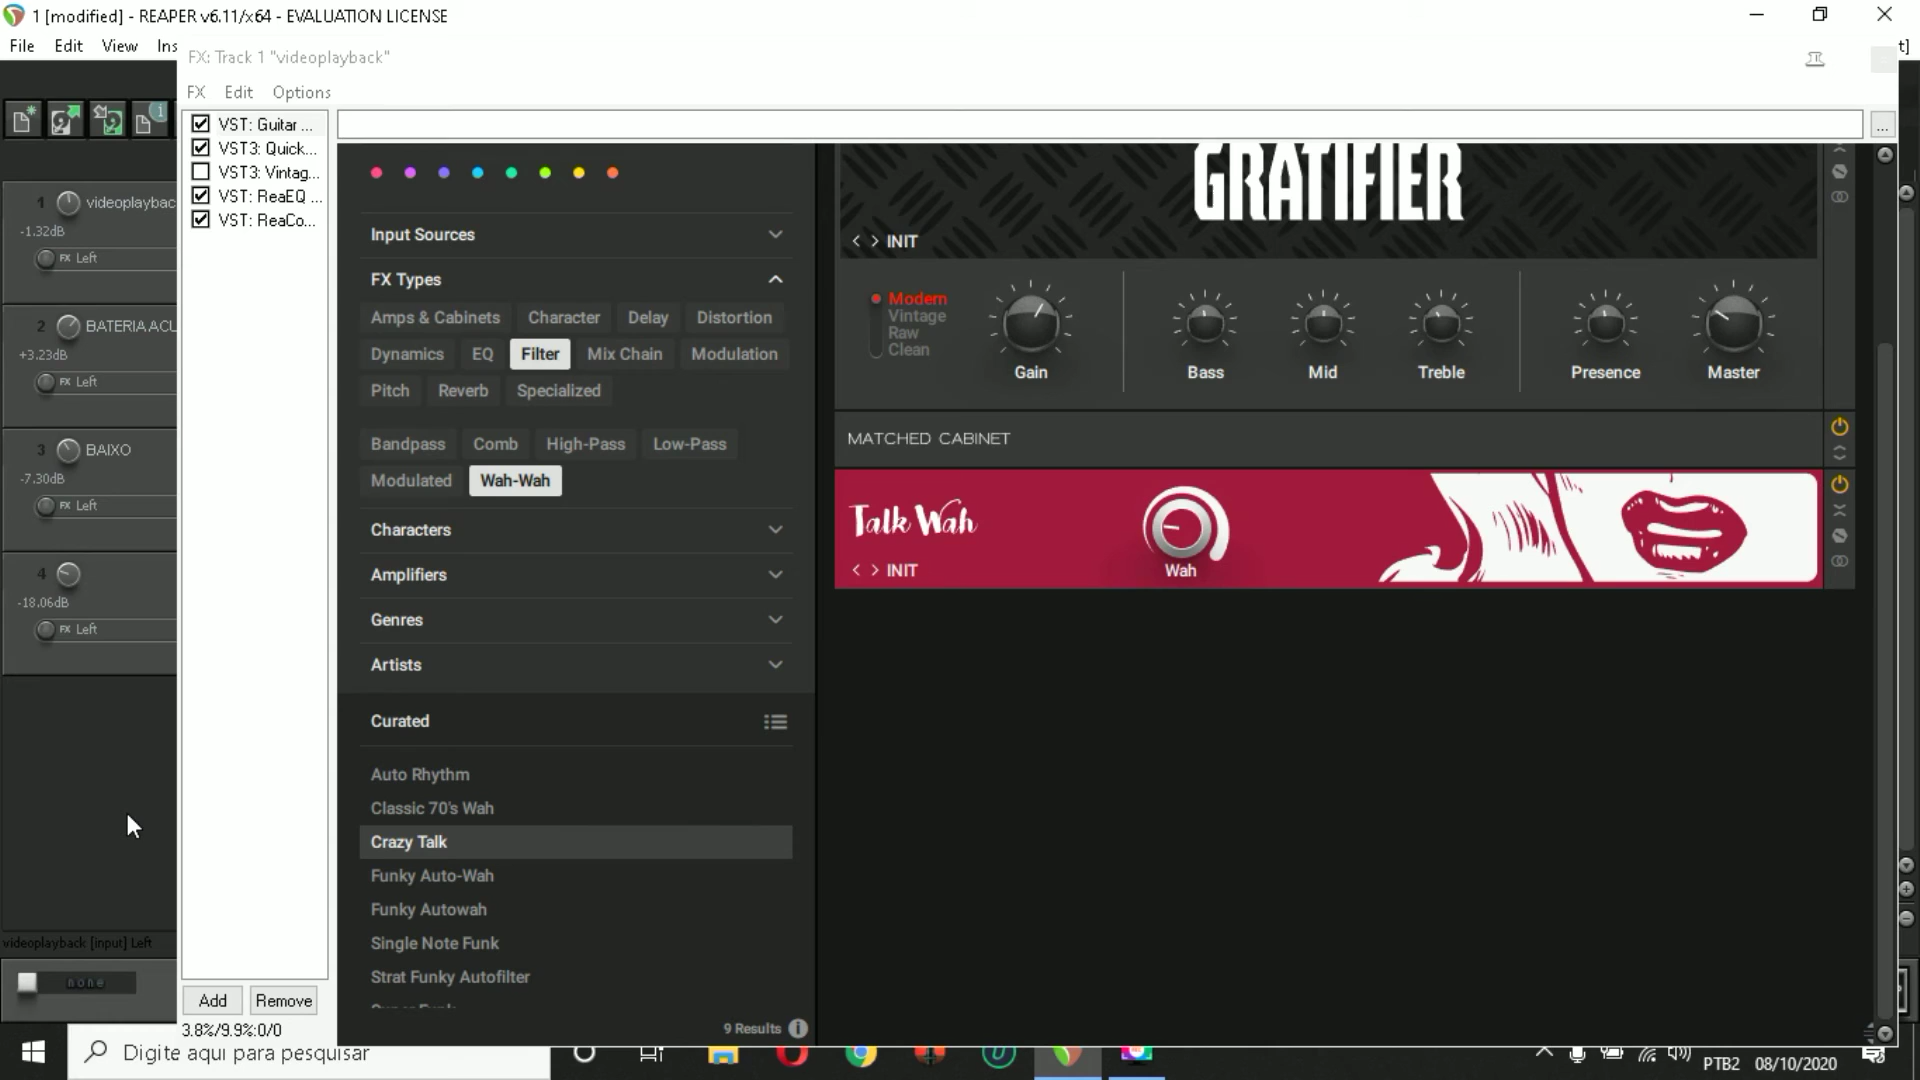 1 [modified] - REAPER v6.11/x64 - EVALUATION LICENSE
File Edit View Ins
t]
FX: Track 1 "videoplayback"
FX Edit Options
VST: Guitar ...
VST3: Quick...
VST3: Vintag...
VST: ReaEQ ...
VST: ReaCo...
...
1 videoplaybac
-1.32dB
FX Left
2 BATERIA ACU
+3.23dB
FX Left
3 BAIXO
-7.30dB
FX Left
4
-18.06dB
FX Left
videoplayback [input] Left
none
Add Remove
3.8%/9.9%:0/0
Input Sources
FX Types
Amps & Cabinets Character Delay Distortion
Dynamics EQ Filter Mix Chain Modulation
Pitch Reverb Specialized
Bandpass Comb High-Pass Low-Pass
Modulated Wah-Wah
Characters
Amplifiers
Genres
Artists
Curated
Auto Rhythm
Classic 70's Wah
Crazy Talk
Funky Auto-Wah
Funky Autowah
Single Note Funk
Strat Funky Autofilter
9 Results
GRATIFIER
< > INIT
Modern
Vintage
Raw
Clean
Gain Bass Mid Treble Presence Master
MATCHED CABINET
Talk Wah
< > INIT
Wah
Digite aqui para pesquisar
PTB2 08/10/2020